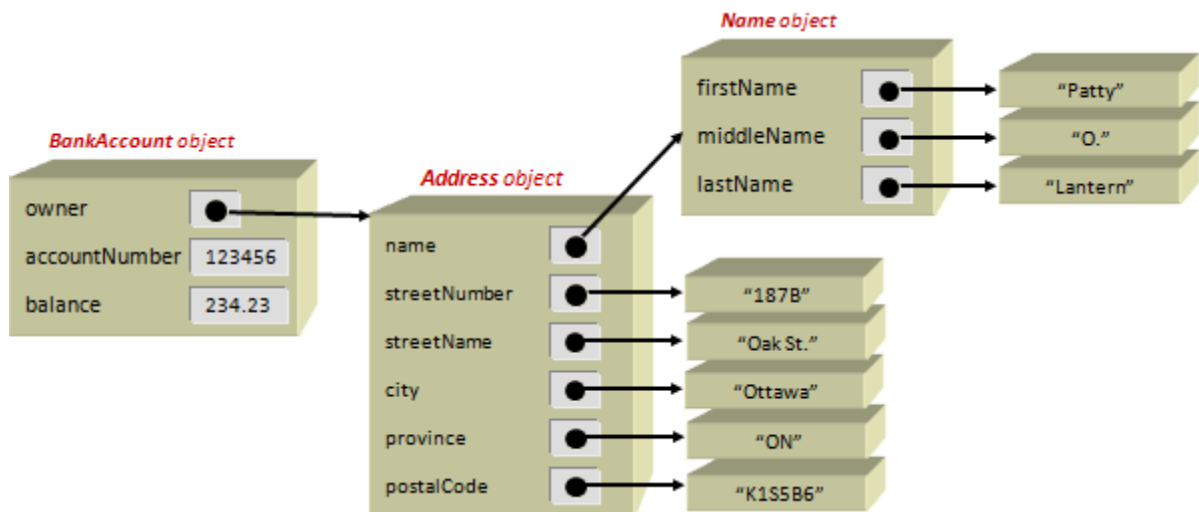 BankAccount object
owner
accountNumber 123456
balance 234.23
Address object
name
streetNumber “187B”
streetName “Oak St.”
city “Ottawa”
province “ON”
postalCode “K1S5B6”
Name object
firstName “Patty”
middleName “O.”
lastName “Lantern”